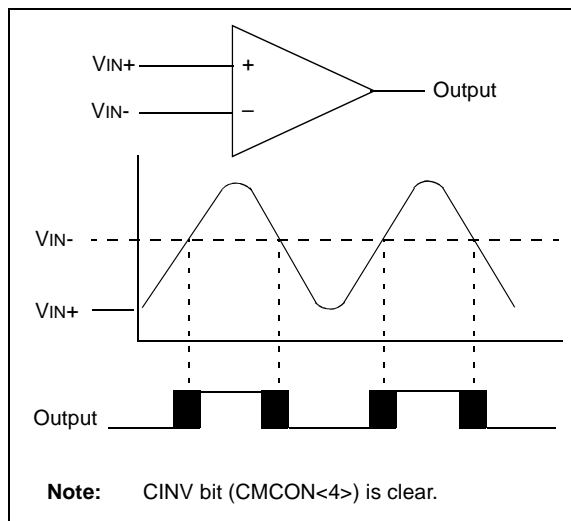 VIN+
+
Output
VIN-
–
VIN-
VIN+
Output
Note: CINV bit (CMCON<4>) is clear.